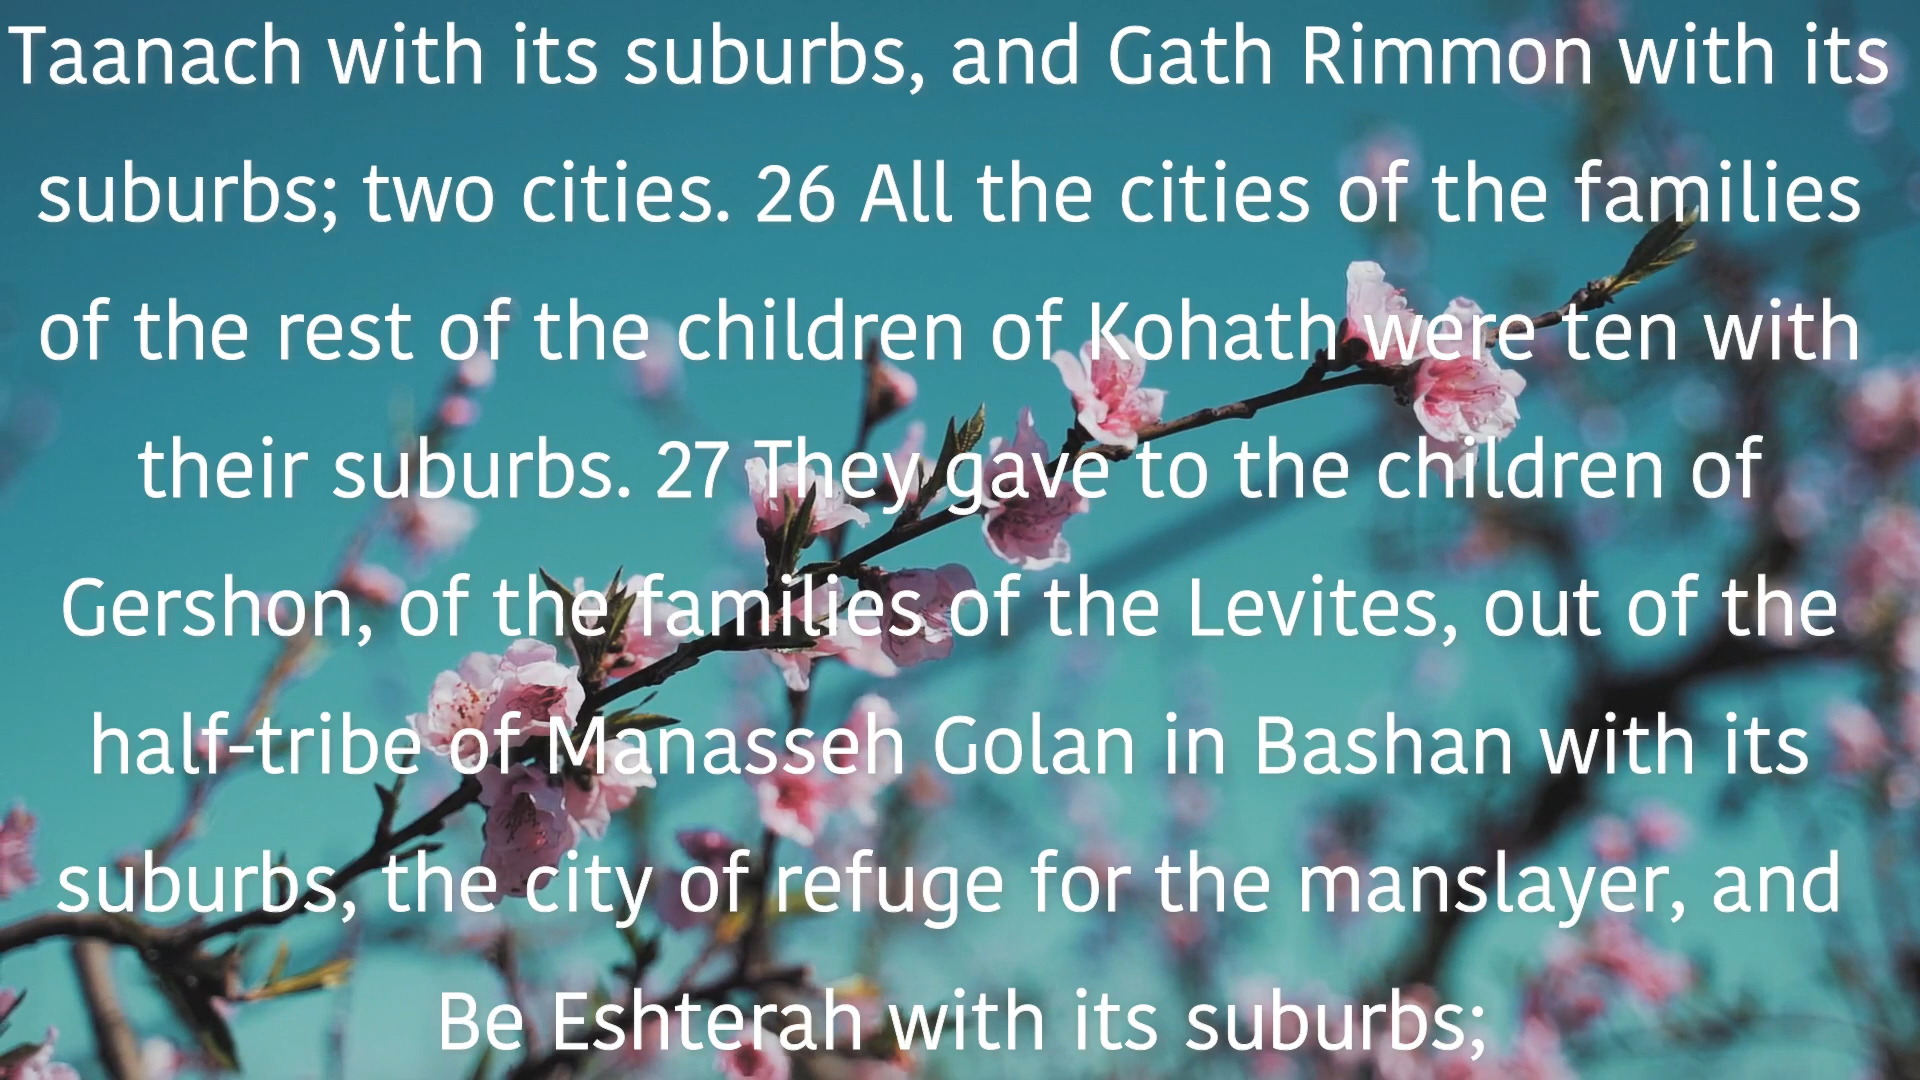 Taanach with its suburbs, and Gath Rimmon with its
suburbs; two cities. 26 All the cities of the families
of the rest of the children of Kohath were ten with
their suburbs. 27 They gave to the children of
Gershon, of the families of the Levites, out of the
half-tribe of Manasseh Golan in Bashan with its
suburbs, the city of refuge for the manslayer, and
Be Eshterah with its suburbs;